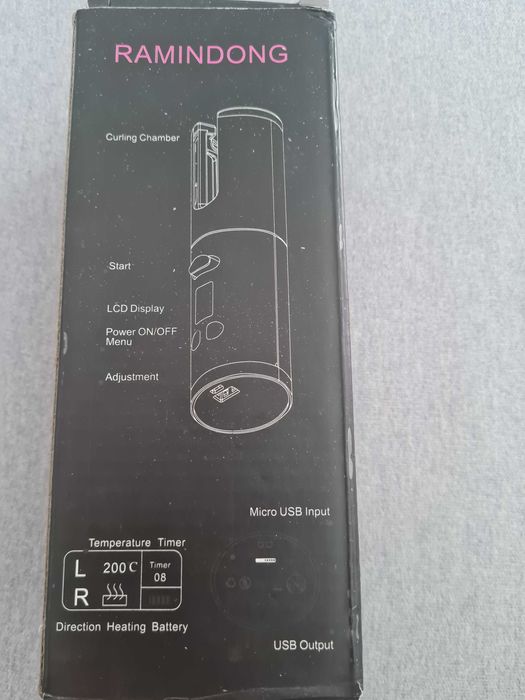 RAMINDONG
Curling Chamber
Start
LCD Display
Power ON/OFF
Menu
Adjustment
Micro USB Input
Temperature Timer
L 200 C Timer
08
R
Direction Heating Battery
USB Output